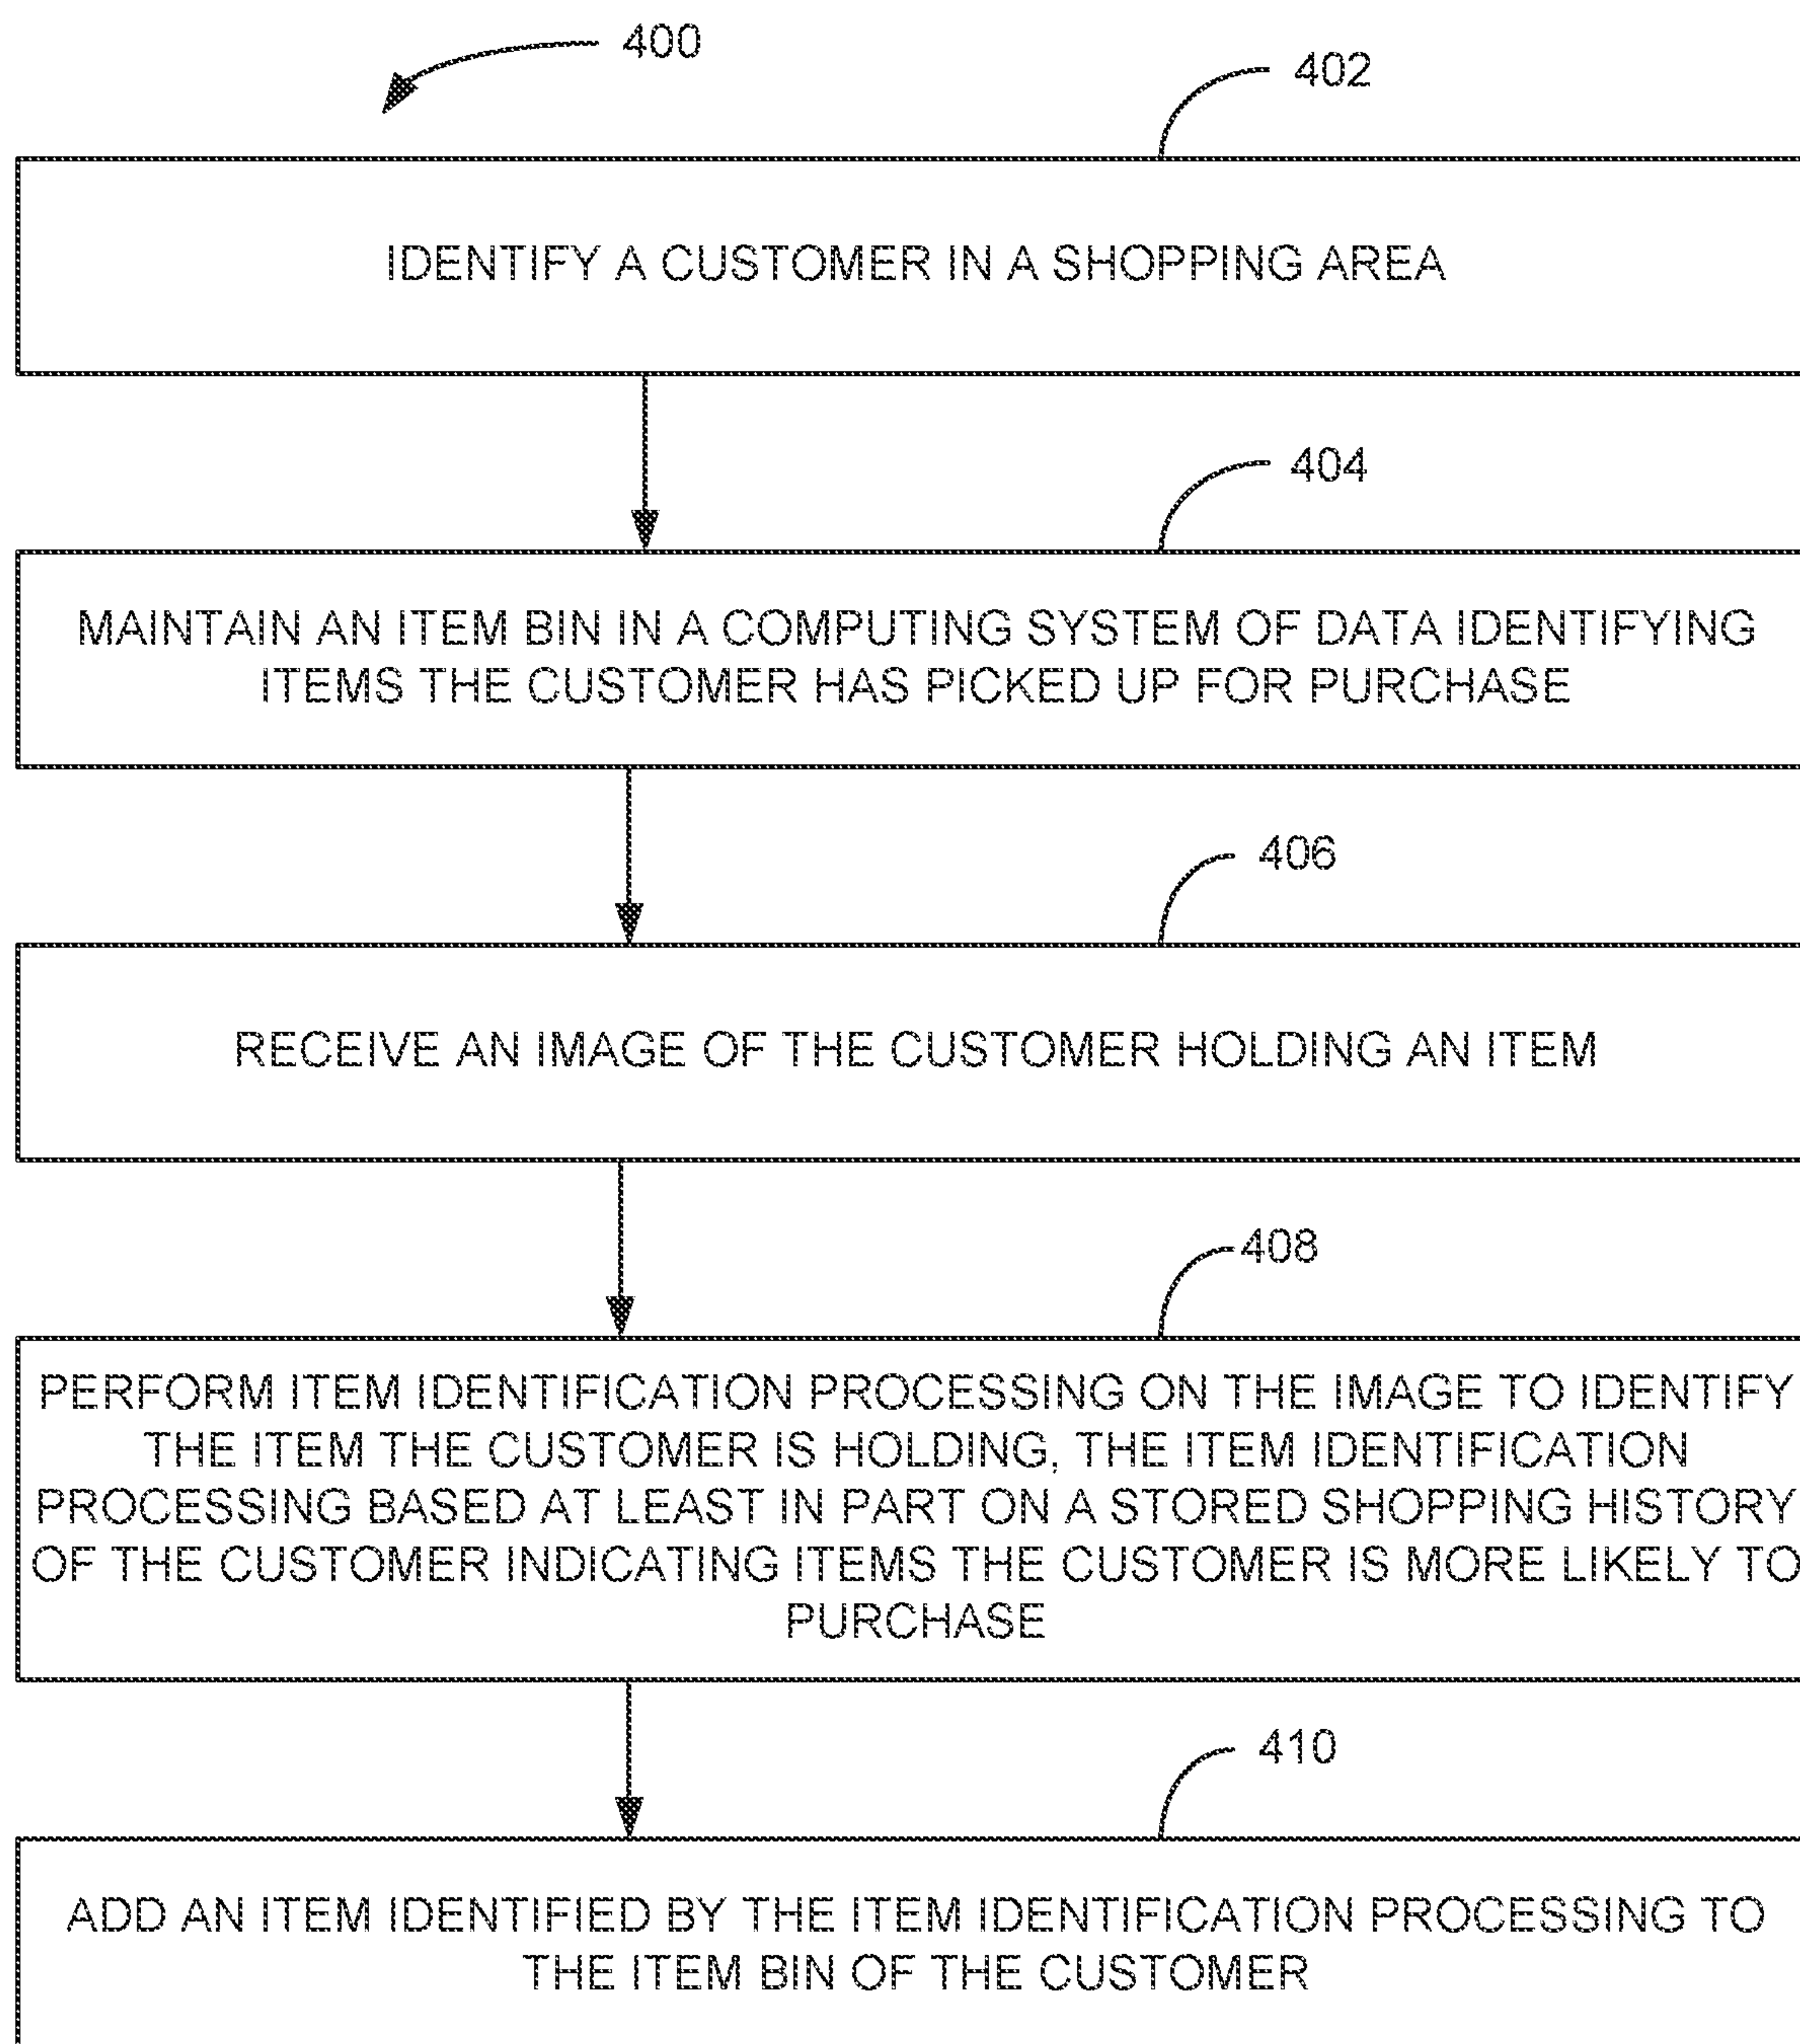 400
402
IDENTIFY A CUSTOMER IN A SHOPPING AREA
404
MAINTAIN AN ITEM BIN IN A COMPUTING SYSTEM OF DATA IDENTIFYING
ITEMS THE CUSTOMER HAS PICKED UP FOR PURCHASE
406
RECEIVE AN IMAGE OF THE CUSTOMER HOLDING AN ITEM
408
PERFORM ITEM IDENTIFICATION PROCESSING ON THE IMAGE TO IDENTIFY
THE ITEM THE CUSTOMER IS HOLDING, THE ITEM IDENTIFICATION
PROCESSING BASED AT LEAST IN PART ON A STORED SHOPPING HISTORY
OF THE CUSTOMER INDICATING ITEMS THE CUSTOMER IS MORE LIKELY TO
PURCHASE
410
ADD AN ITEM IDENTIFIED BY THE ITEM IDENTIFICATION PROCESSING TO
THE ITEM BIN OF THE CUSTOMER